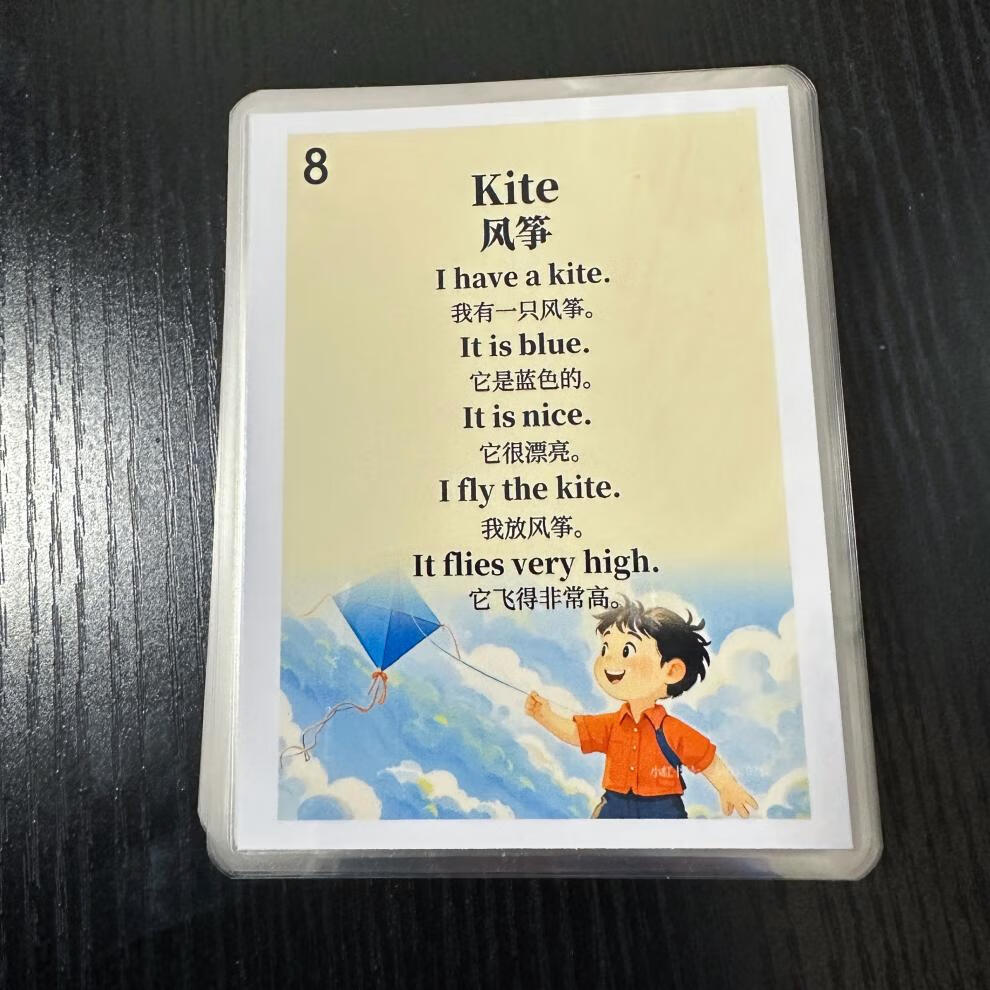 8
Kite
风筝
I have a kite.
我有一只风筝。
It is blue.
它是蓝色的。
It is nice.
它很漂亮。
I fly the kite.
我放风筝。
It flies very high.
它飞得非常高。